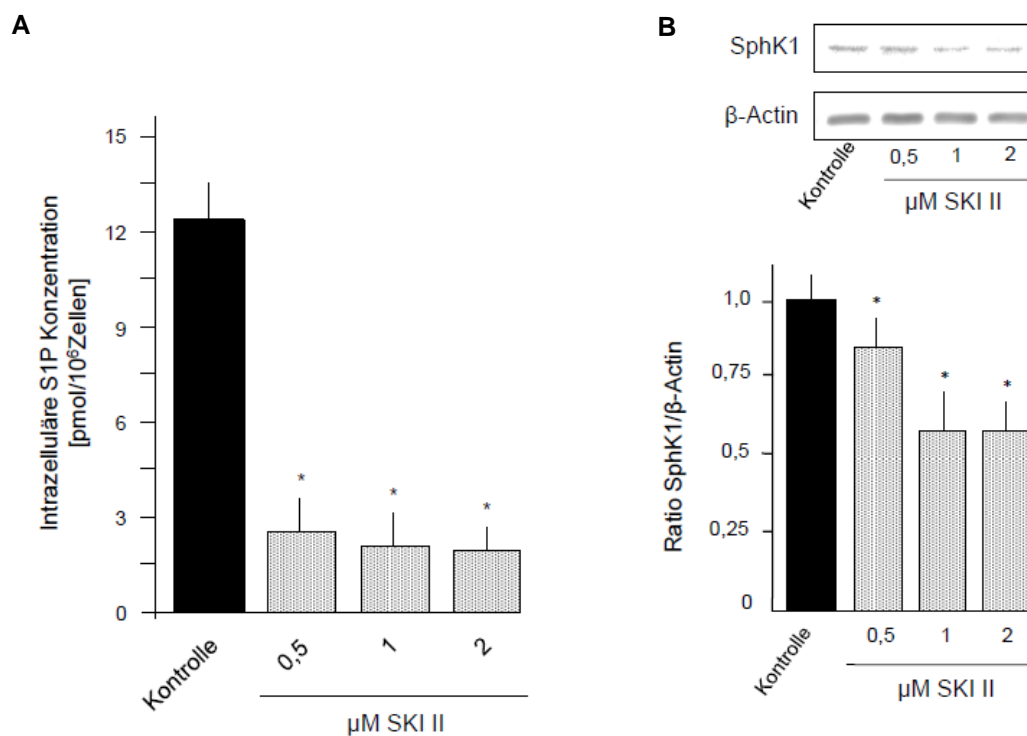 A
Intrazelluläre S1P Konzentration
[pmol/10⁶Zellen]
15
12
9
6
3
0
*
*
*
Kontrolle
0,5
1
2
µM SKI II
B
SphK1
β-Actin
Kontrolle
0,5
1
2
µM SKI II
Ratio SphK1/β-Actin
1,0
0,75
0,5
0,25
0
*
*
*
Kontrolle
0,5
1
2
µM SKI II